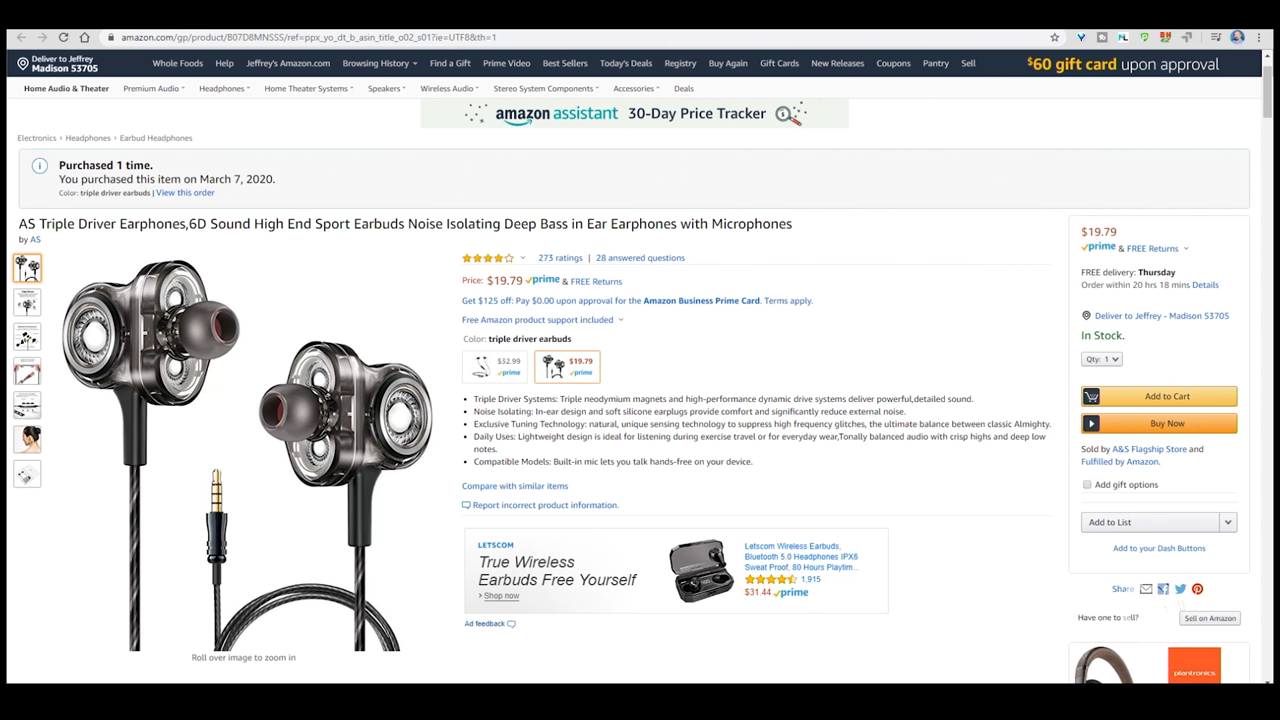 amazon.com/gp/product/B07D8MNSSS/ref=ppx_yo_dt_b_asin_title_o02_s01?ie=UTF8&th=1
Deliver to Jeffrey
Madison 53705
Whole Foods Help Jeffrey's Amazon.com Browsing History Find a Gift Prime Video Best Sellers Today's Deals Registry Buy Again Gift Cards New Releases Coupons Pantry Sell
$60 gift card upon approval
Home Audio & Theater Premium Audio Headphones Home Theater Systems Speakers Wireless Audio Stereo System Components Accessories Deals
amazon assistant 30-Day Price Tracker
Electronics › Headphones › Earbud Headphones
Purchased 1 time.
You purchased this item on March 7, 2020.
Color: triple driver earbuds | View this order
AS Triple Driver Earphones,6D Sound High End Sport Earbuds Noise Isolating Deep Bass in Ear Earphones with Microphones
by AS
273 ratings | 28 answered questions
Price: $19.79 prime & FREE Returns
Get $125 off: Pay $0.00 upon approval for the Amazon Business Prime Card. Terms apply.
Free Amazon product support included
Color: triple driver earbuds
$32.99 prime
$19.79 prime
• Triple Driver Systems: Triple neodymium magnets and high-performance dynamic drive systems deliver powerful,detailed sound.
• Noise Isolating: In-ear design and soft silicone earplugs provide comfort and significantly reduce external noise.
• Exclusive Tuning Technology: natural, unique sensing technology to suppress high frequency glitches, the ultimate balance between classic Almighty.
• Daily Uses: Lightweight design is ideal for listening during exercise travel or for everyday wear,Tonally balanced audio with crisp highs and deep low
notes.
• Compatible Models: Built-in mic lets you talk hands-free on your device.
Compare with similar items
Report incorrect product information.
LETSCOM
True Wireless
Earbuds Free Yourself
› Shop now
Letscom Wireless Earbuds,
Bluetooth 5.0 Headphones IPX6
Sweat Proof, 80 Hours Playtim...
1,915
$31.44 prime
Ad feedback
Roll over image to zoom in
$19.79
prime & FREE Returns
FREE delivery: Thursday
Order within 20 hrs 18 mins Details
Deliver to Jeffrey - Madison 53705
In Stock.
Qty: 1
Add to Cart
Buy Now
Sold by A&S Flagship Store and
Fulfilled by Amazon.
Add gift options
Add to List
Add to your Dash Buttons
Share
Have one to sell?
Sell on Amazon
plantronics